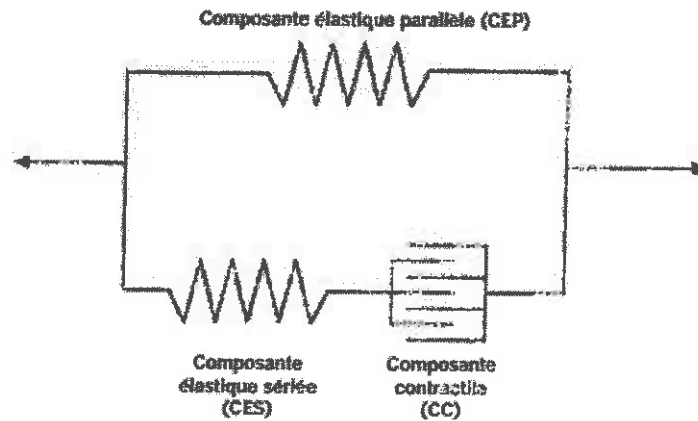 Composante élastique parallèle (CEP)
Composante
élastique sériée
(CES)
Composante
contractile
(CC)